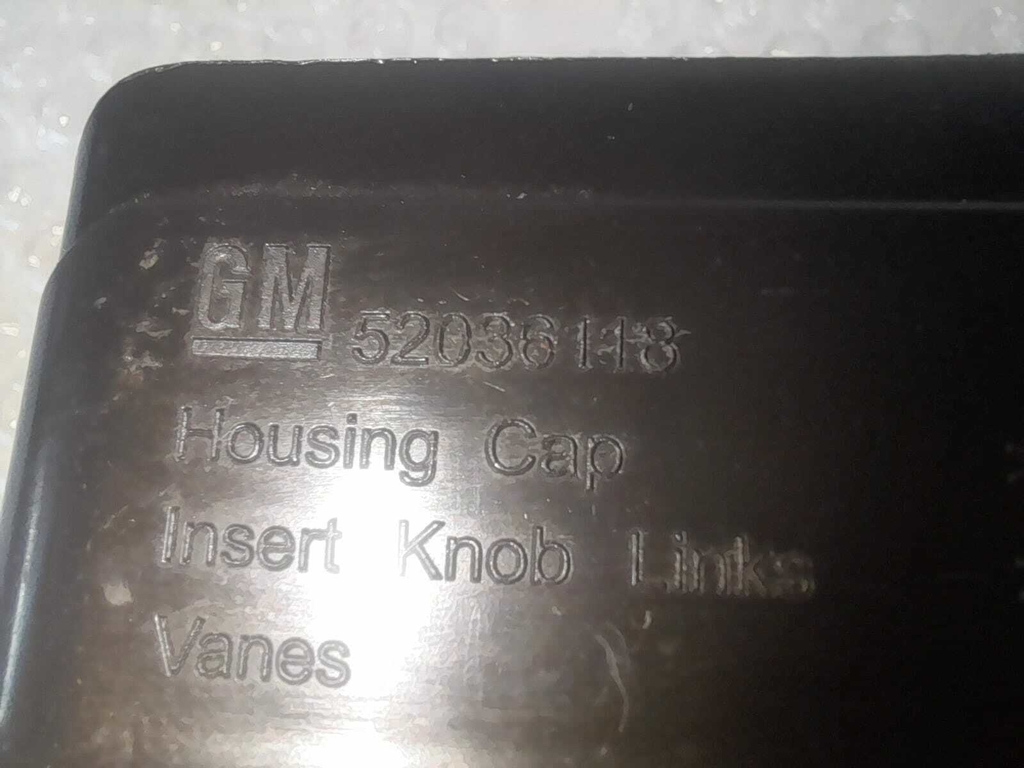 GM 52036118
Housing Cap
Insert Knob Links
Vanes